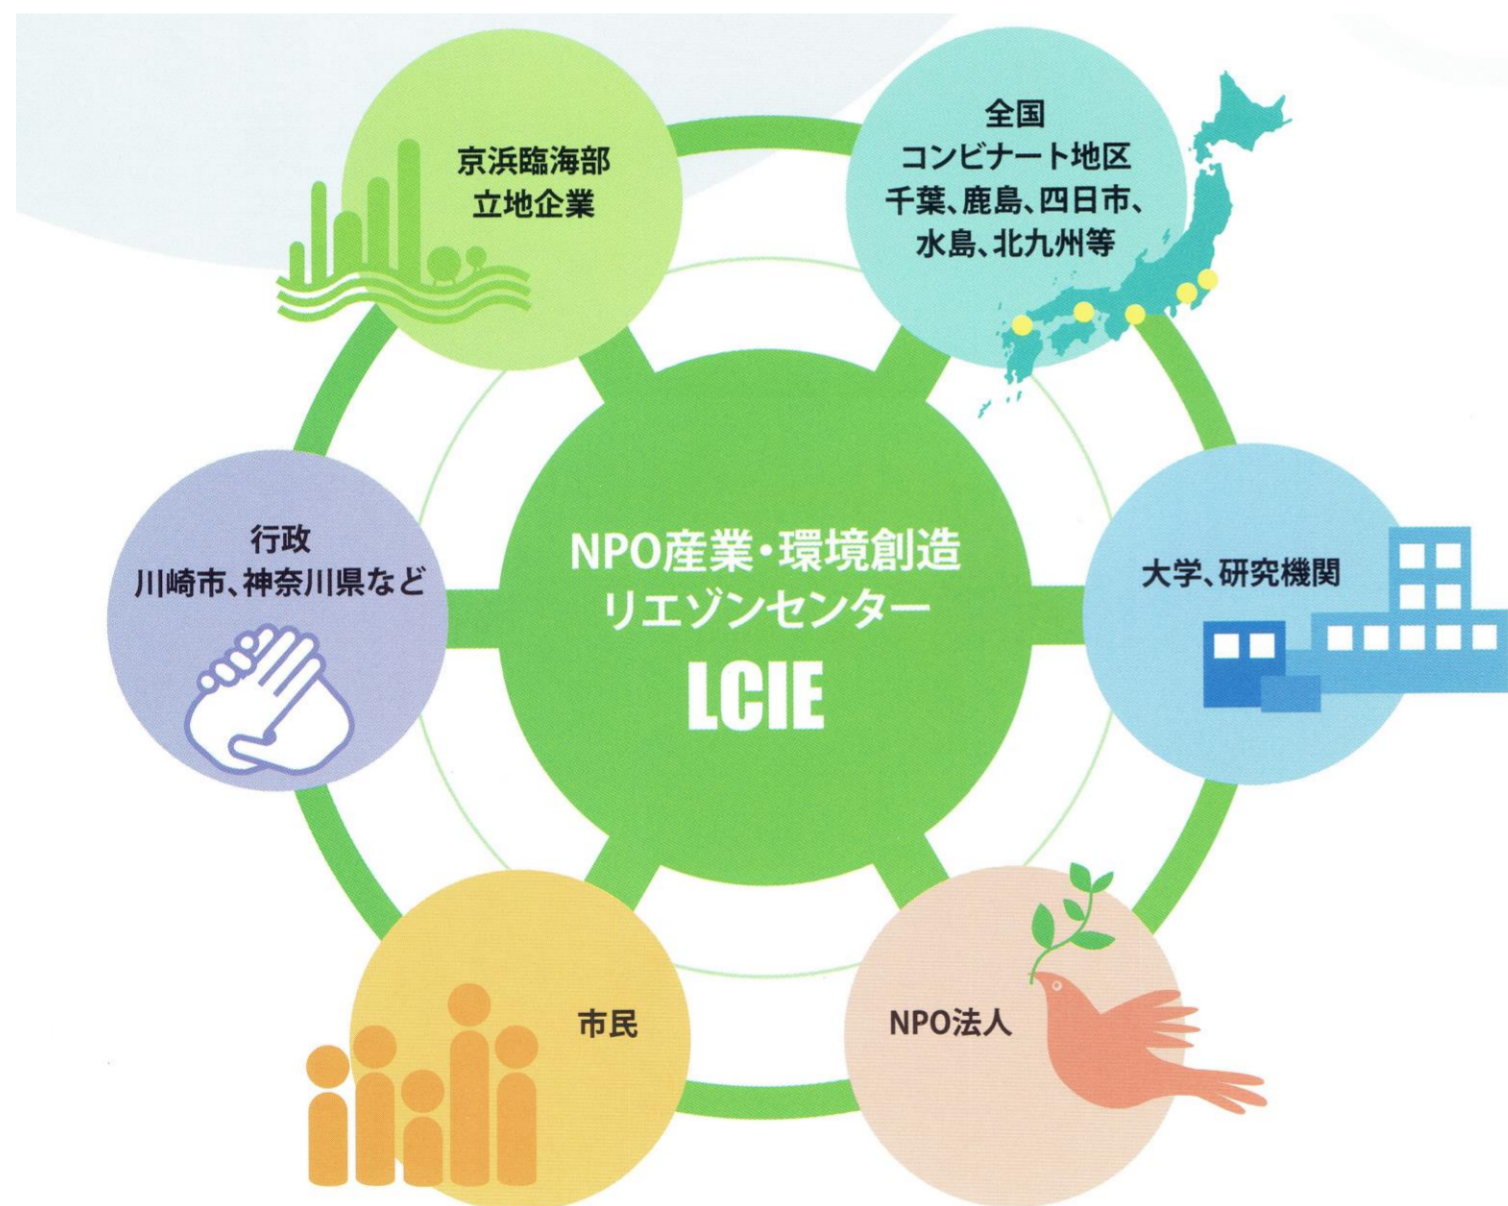 京浜臨海部
立地企業
全国
コンビナート地区
千葉、鹿島、四日市、
水島、北九州等
行政
川崎市、神奈川県など
NPO産業・環境創造
リエゾンセンター
LCIE
大学、研究機関
市民
NPO法人